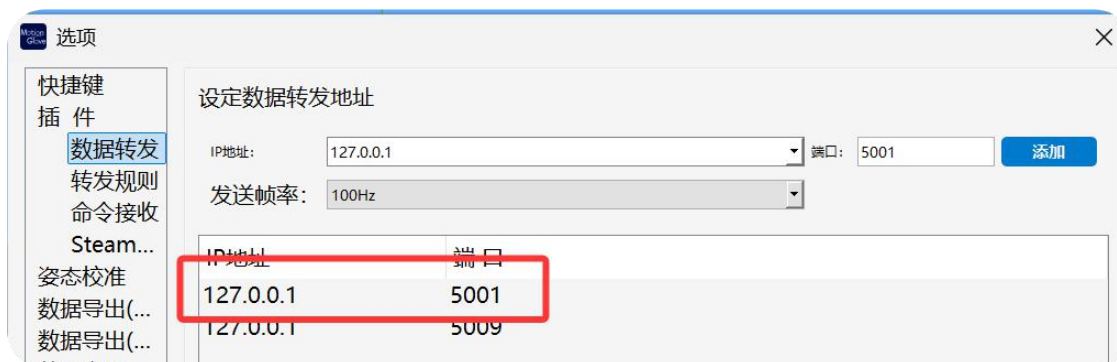 Motion Glove 选项
快捷键
插 件
数据转发
转发规则
命令接收
Steam...
姿态校准
数据导出(...
数据导出(...
设定数据转发地址
IP地址: 127.0.0.1 端口: 5001 添加
发送帧率: 100Hz
IP地址 端 口
127.0.0.1 5001
127.0.0.1 5009